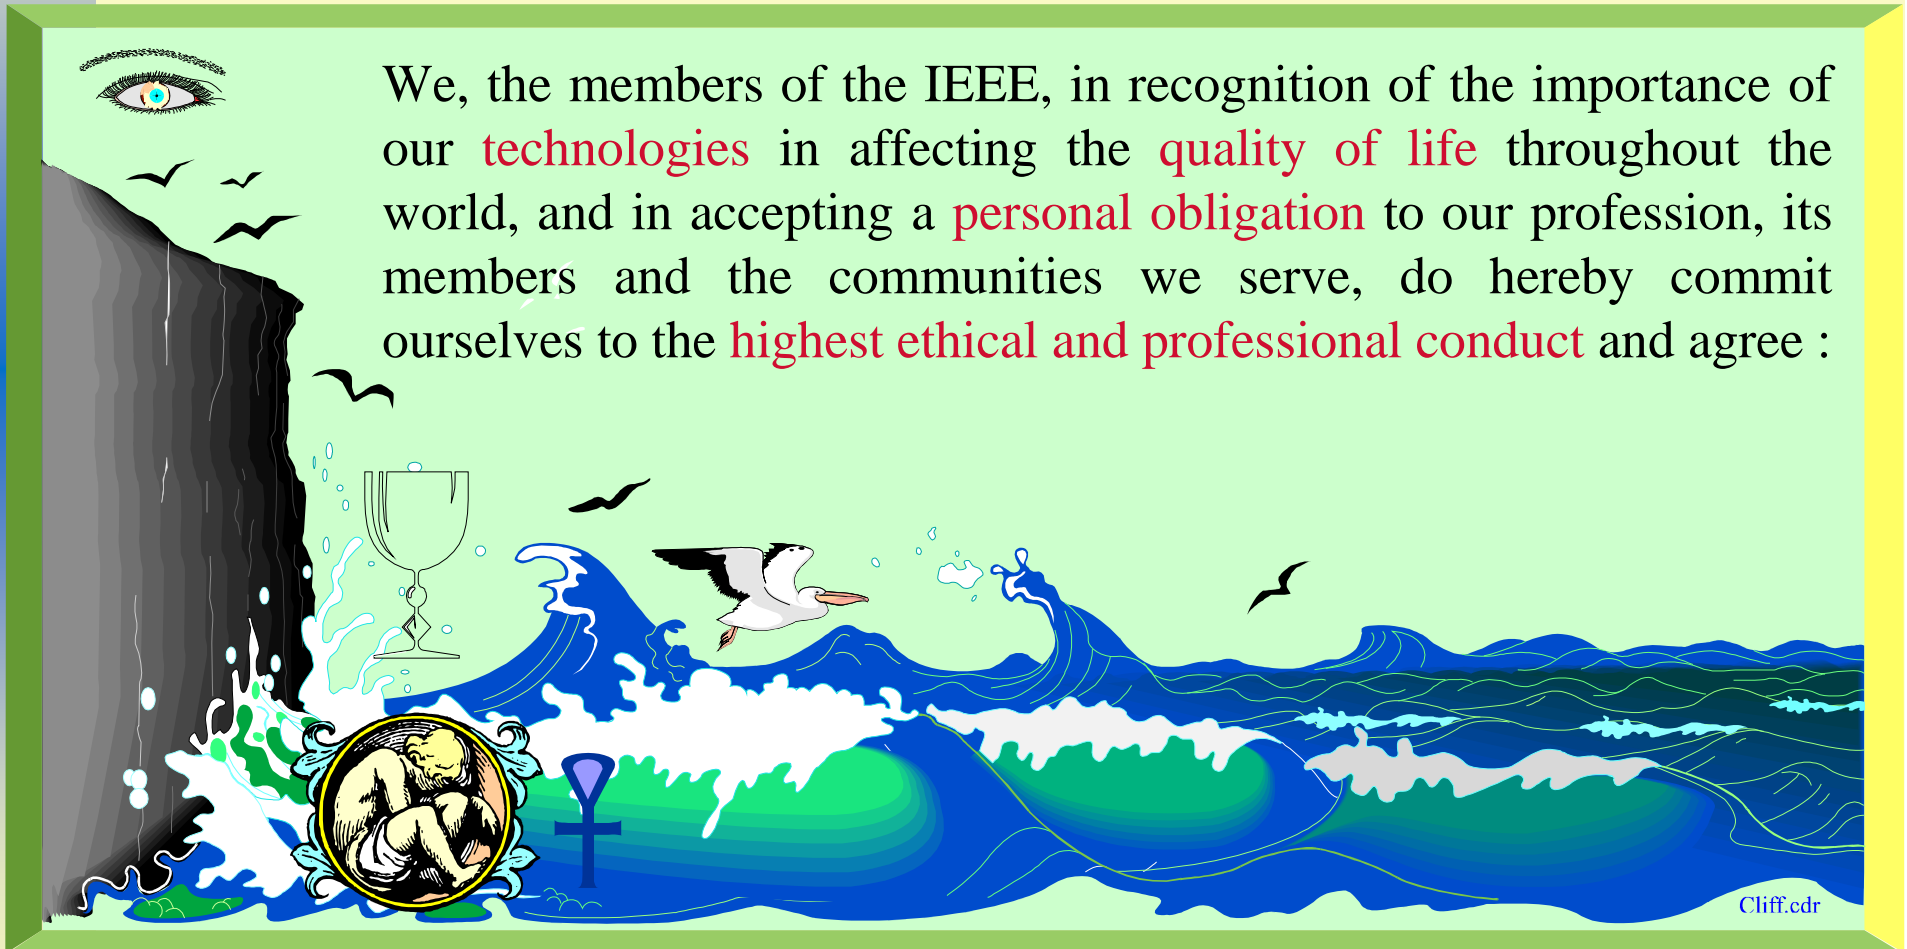 We, the members of the IEEE, in recognition of the importance of
our technologies in affecting the quality of life throughout the
world, and in accepting a personal obligation to our profession, its
members and the communities we serve, do hereby commit
ourselves to the highest ethical and professional conduct and agree :
Cliff.cdr